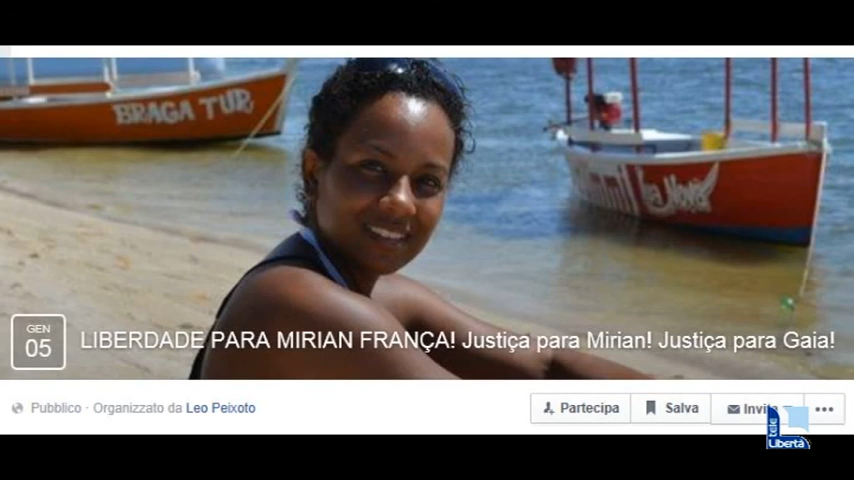 BRAGA TUR
GEN
05
LIBERDADE PARA MIRIAN FRANÇA! Justiça para Mirian! Justiça para Gaia!
Pubblico · Organizzato da Leo Peixoto
Partecipa
Salva
tele
Libertà